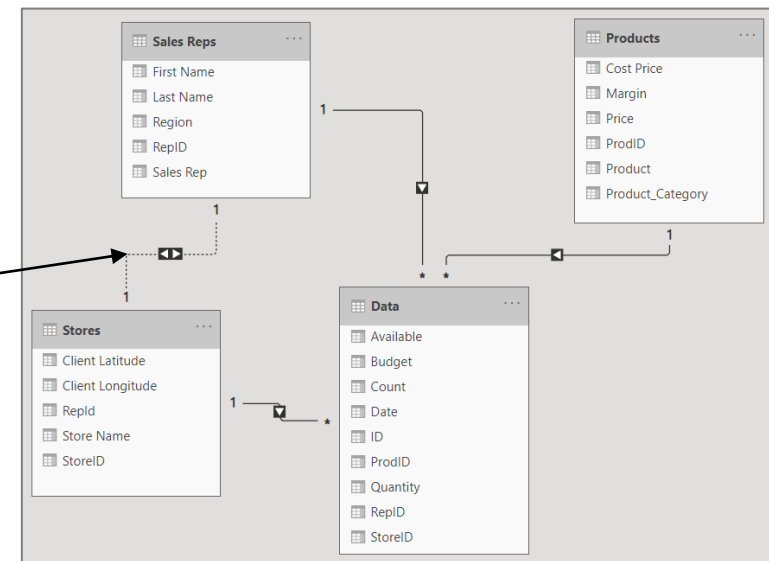 Sales Reps
First Name
Last Name
Region
RepID
Sales Rep
Products
Cost Price
Margin
Price
ProdID
Product
Product_Category
1
1
1
1
*
*
Stores
Client Latitude
Client Longitude
RepId
Store Name
StoreID
1
*
Data
Available
Budget
Count
Date
ID
ProdID
Quantity
RepID
StoreID